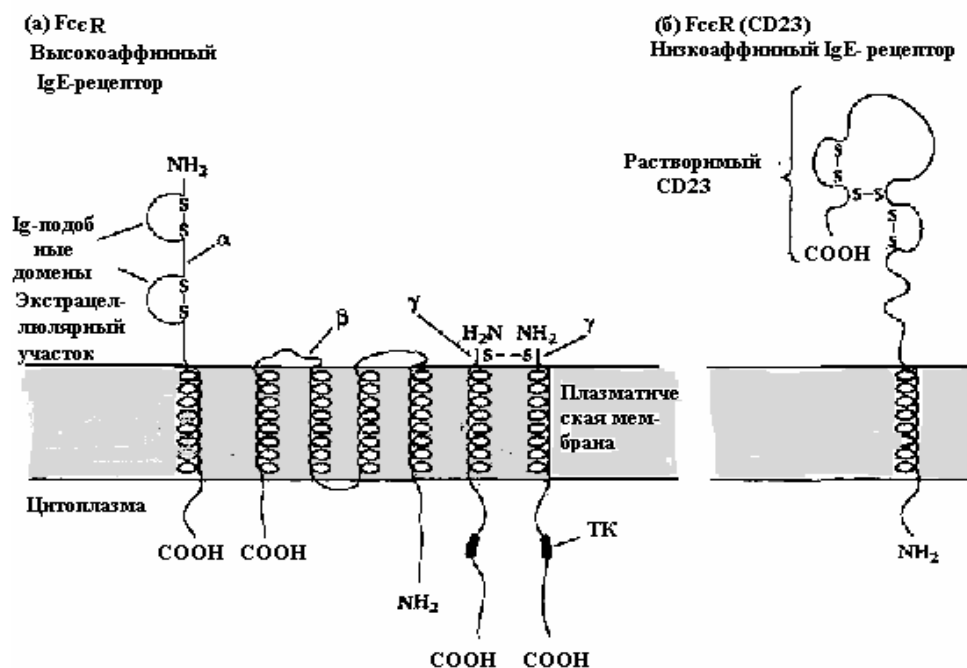 (а) FcεR
Высокоаффинный
IgE-рецептор
NH2
S
S
Ig-подоб
ные
домены
α
S
S
Экстрацел-
люлярный
участок
β
γ
H2N NH2
S--S
γ
Плазматиче
ская мем-
брана
Цитоплазма
COOH
COOH
NH2
ТК
COOH COOH
(б) FcεR (CD23)
Низкоаффинный IgE- рецептор
Растворимый
CD23
S
S
S-S
S
S
COOH
NH2